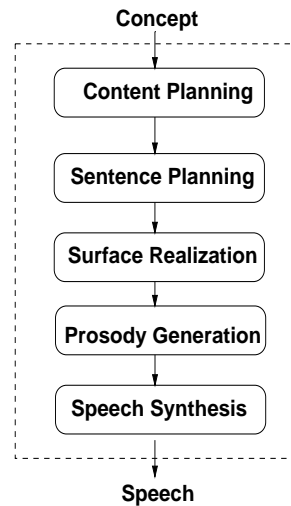 Concept
Content Planning
Sentence Planning
Surface Realization
Prosody Generation
Speech Synthesis
Speech